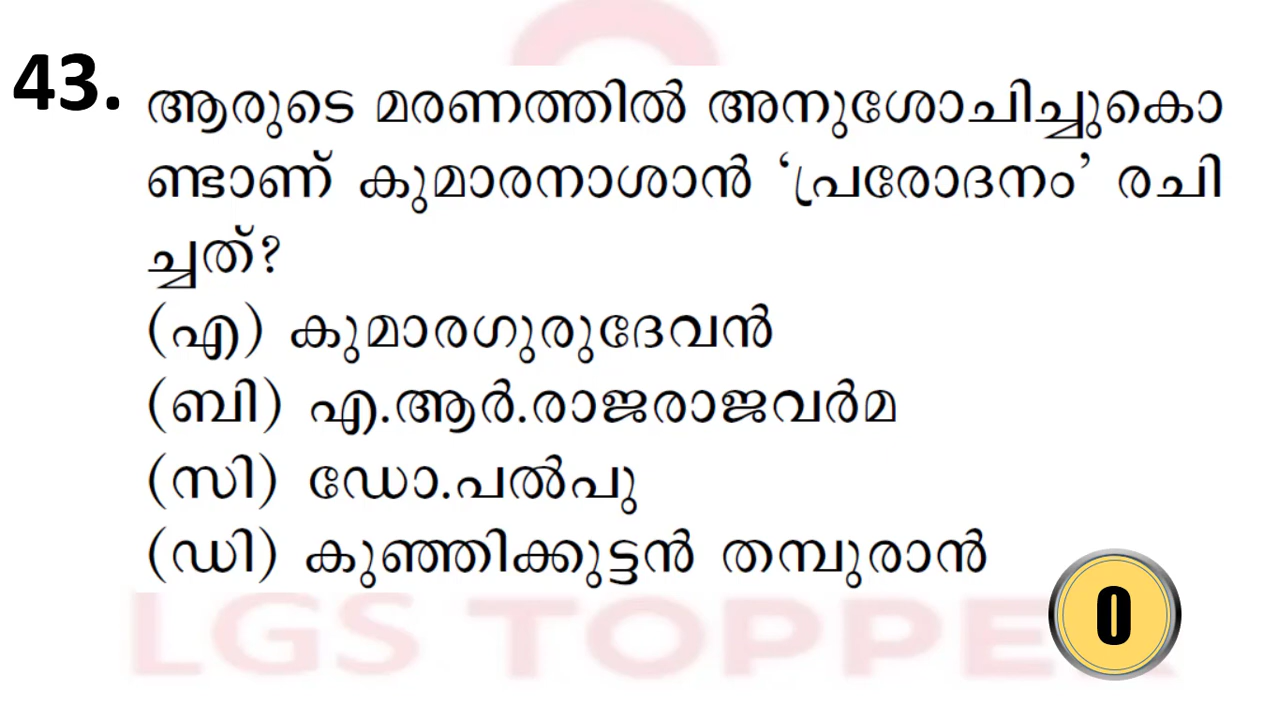 43. ആരുടെ മരണത്തിൽ അനുശോചിച്ചുകൊ
ണ്ടാണ് കുമാരനാശാൻ ‘പ്രരോദനം’ രചി
ച്ചത്?
(എ) കുമാരഗുരുദേവൻ
(ബി) എ.ആർ.രാജരാജവർമ
(സി) ഡോ.പൽപു
(ഡി) കുഞ്ഞിക്കുട്ടൻ തമ്പുരാൻ
0
LGS TOPPER